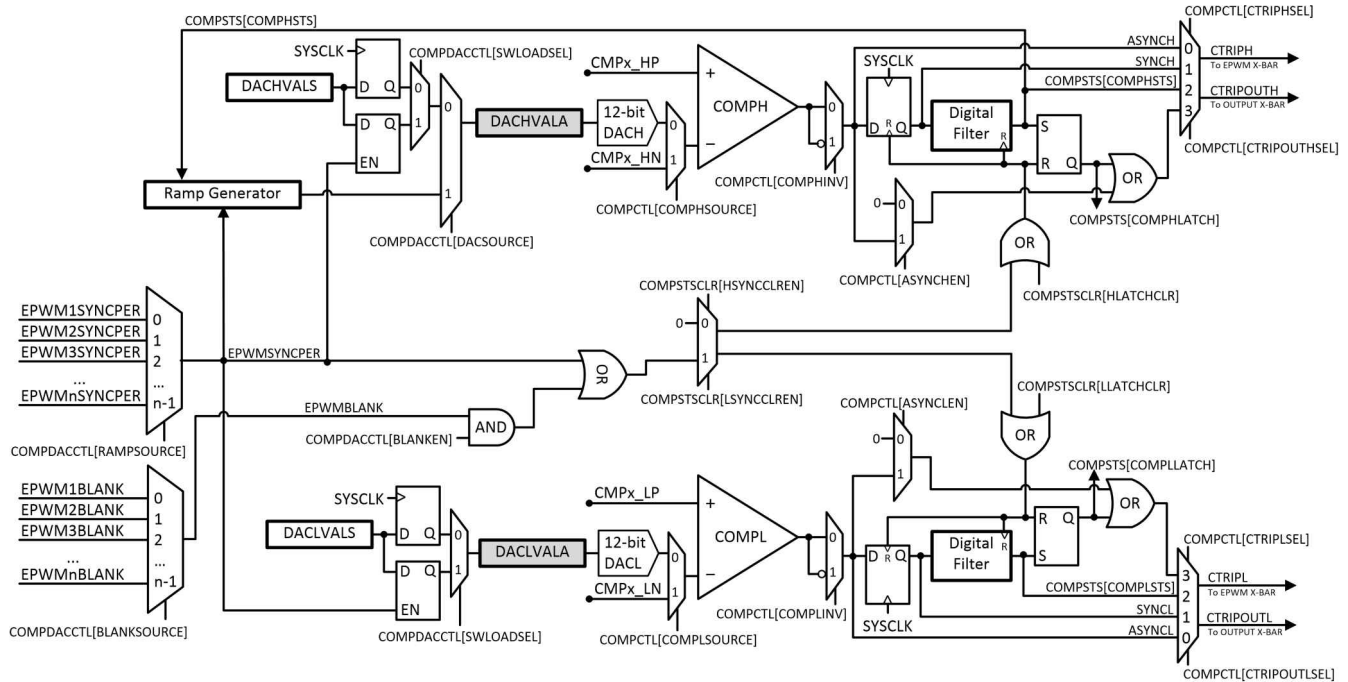 COMPSTS[COMPHSTS]
SYSCLK
COMPDACCTL[SWLOADSEL]
DACHVALS
D Q
0
D Q
1
EN
0
1
DACHVALA
Ramp Generator
COMPDACCTL[DACSOURCE]
CMPx_HP
12-bit
DACH
0
1
CMPx_HN
COMPCTL[COMPHSOURCE]
+
COMPH
−
0
1
COMPCTL[COMPHINV]
SYSCLK
D R Q
Digital
Filter
R
S
R Q
OR
COMPSTS[COMPHLATCH]
0 0
1
COMPCTL[ASYNCHEN]
OR
COMPSTSCLR[HLATCHCLR]
COMPCTL[CTRIPHSEL]
ASYNCH
SYNCH
COMPSTS[COMPHSTS]
0
1
2
3
CTRIPH
To EPWM X-BAR
CTRIPOUTH
To OUTPUT X-BAR
COMPCTL[CTRIPOUTHSEL]
EPWM1SYNCPER
EPWM2SYNCPER
EPWM3SYNCPER
...
EPWMnSYNCPER
0
1
2
...
n-1
COMPDACCTL[RAMPSOURCE]
EPWMSYNCPER
EPWMBLANK
COMPDACCTL[BLANKEN]
AND
OR
COMPSTSCLR[HSYNCCLREN]
0 0
1
COMPSTSCLR[LSYNCCLREN]
EPWM1BLANK
EPWM2BLANK
EPWM3BLANK
...
EPWMnBLANK
0
1
2
...
n-1
COMPDACCTL[BLANKSOURCE]
SYSCLK
DACLVALS
D Q
0
D Q
1
EN
COMPDACCTL[SWLOADSEL]
DACLVALA
CMPx_LP
12-bit
DACL
0
1
CMPx_LN
COMPCTL[COMPLSOURCE]
+
COMPL
−
0
1
COMPCTL[COMPLINV]
COMPCTL[ASYNCLEN]
0 0
1
COMPSTSCLR[LLATCHCLR]
OR
COMPSTS[COMPLLATCH]
D R Q
SYSCLK
Digital
Filter
R
R Q
S
OR
COMPCTL[CTRIPLSEL]
COMPSTS[COMPLSTS]
SYNCL
ASYNCL
3
2
1
0
CTRIPL
To EPWM X-BAR
CTRIPOUTL
To OUTPUT X-BAR
COMPCTL[CTRIPOUTLSEL]